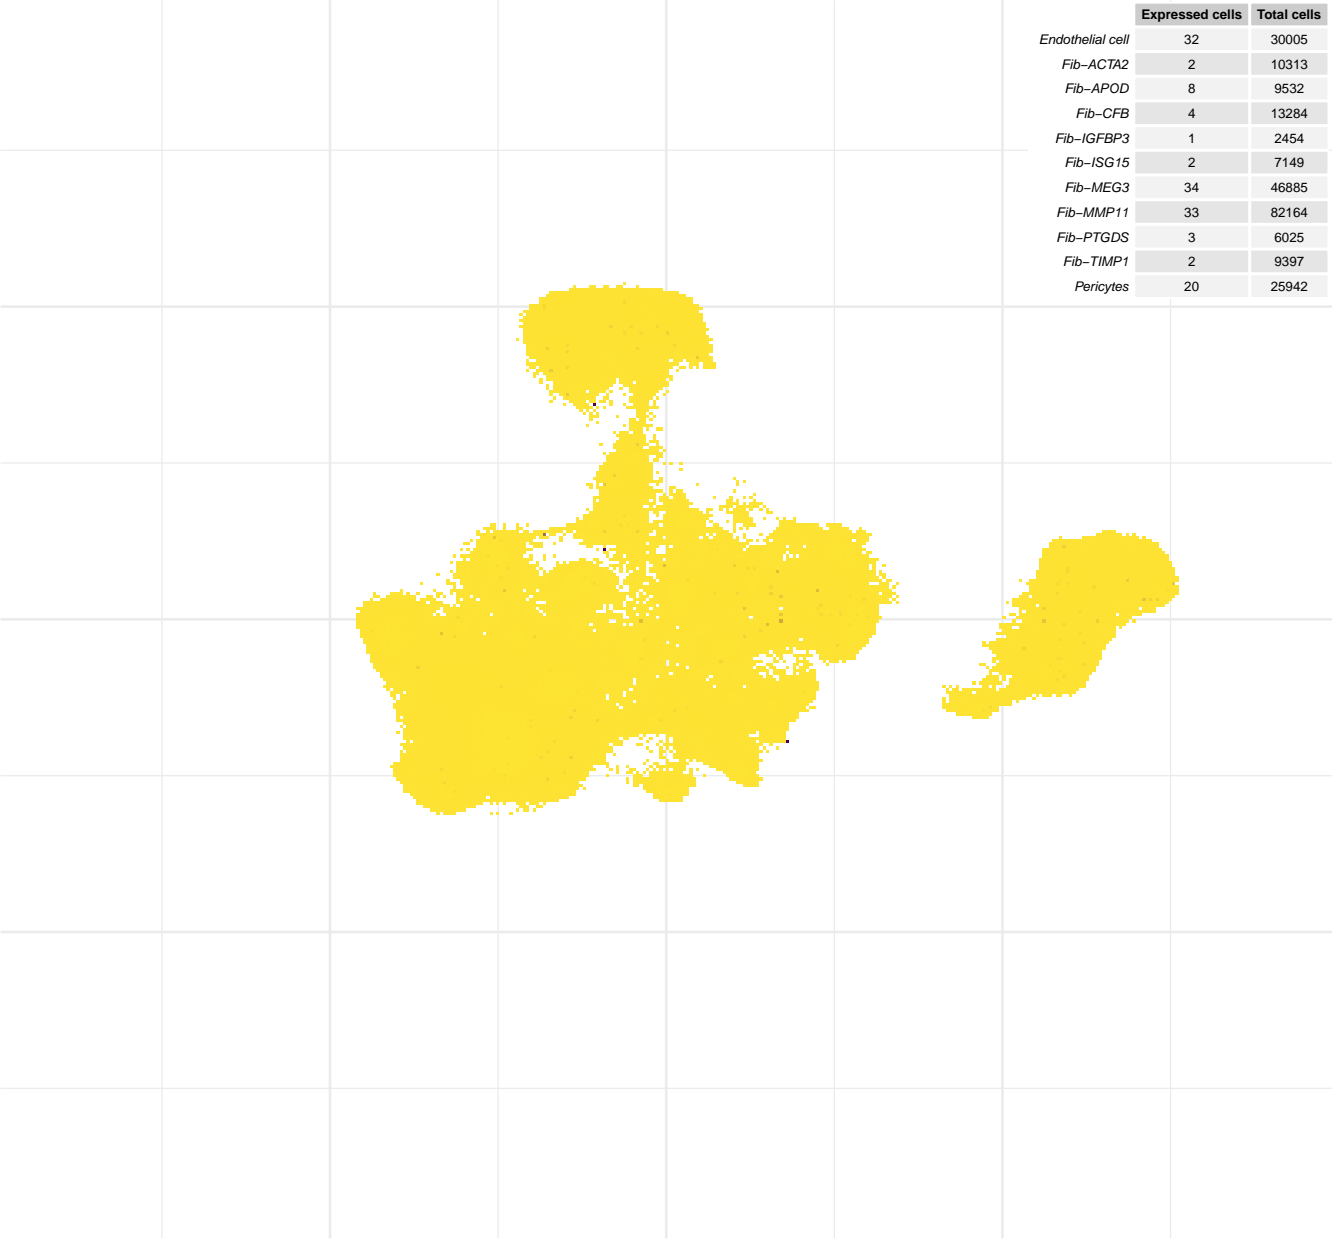 Expressed cells Total cells
Endothelial cell 32 30005
Fib−ACTA2 2 10313
Fib−APOD 8 9532
Fib−CFB 4 13284
Fib−IGFBP3 1 2454
Fib−ISG15 2 7149
Fib−MEG3 34 46885
Fib−MMP11 33 82164
Fib−PTGDS 3 6025
Fib−TIMP1 2 9397
Pericytes 20 25942